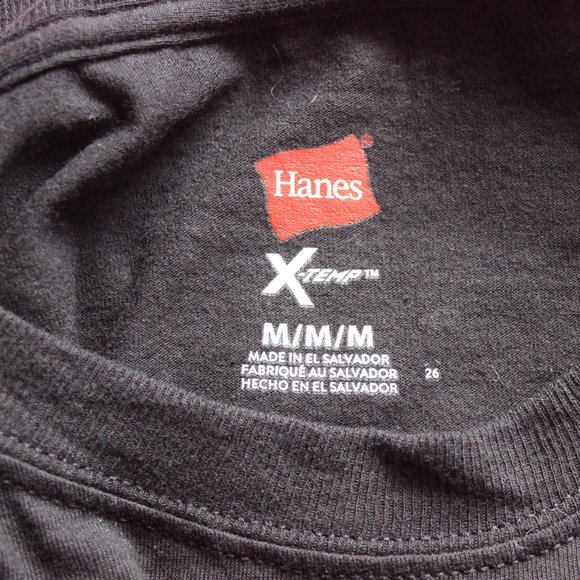 Hanes®
X-TEMP™
M/M/M
MADE IN EL SALVADOR
FABRIQUÉ AU SALVADOR
HECHO EN EL SALVADOR
26